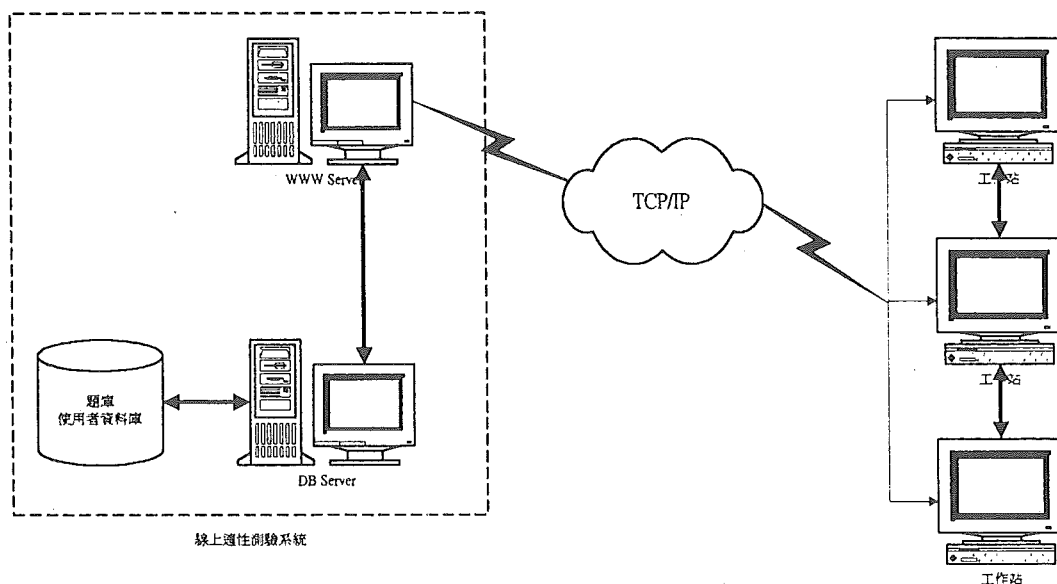 WWW Server
TCP/IP
工作站
工作站
題庫
使用者資料庫
DB Server
線上適性測驗系統
工作站